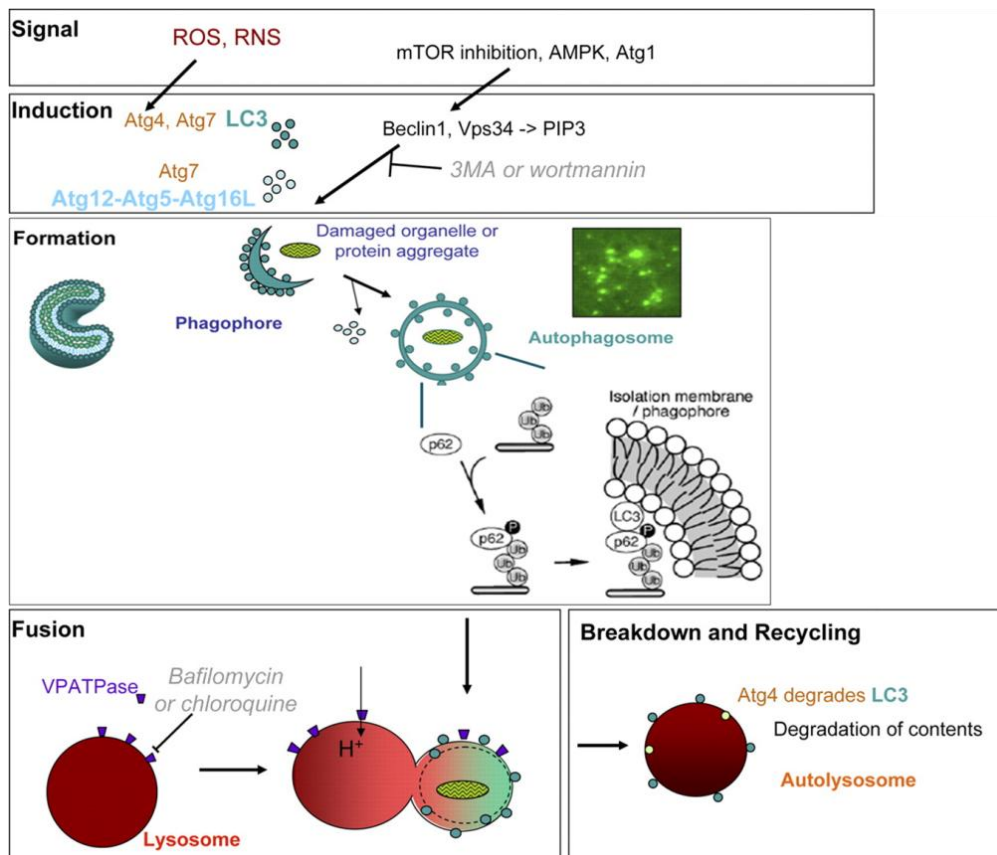 Signal
ROS, RNS
mTOR inhibition, AMPK, Atg1
Induction
Atg4, Atg7 LC3
Beclin1, Vps34 -> PIP3
3MA or wortmannin
Atg7
Atg12-Atg5-Atg16L
Formation
Damaged organelle or
protein aggregate
Phagophore
Autophagosome
Isolation membrane
/ phagophore
Ub
Ub
Ub
p62
P
p62
Ub
Ub
Ub
LC3
P
p62
Ub
Ub
Ub
Fusion
VPATPase
Bafilomycin
or chloroquine
H+
Lysosome
Breakdown and Recycling
Atg4 degrades LC3
Degradation of contents
Autolysosome